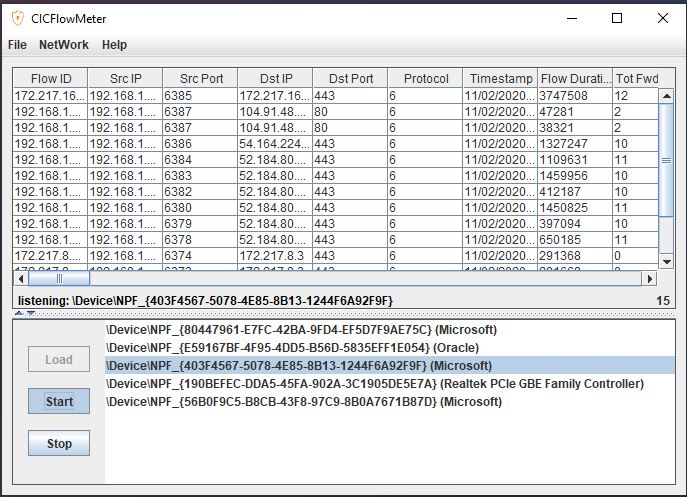 CICFlowMeter
File NetWork Help
Flow ID Src IP Src Port Dst IP Dst Port Protocol Timestamp Flow Durati... Tot Fwd
172.217.16... 192.168.1.... 6385 172.217.16... 443 6 11/02/2020... 3747508 12
192.168.1.... 192.168.1.... 6387 104.91.48.... 80 6 11/02/2020... 47281 2
192.168.1.... 192.168.1.... 6387 104.91.48.... 80 6 11/02/2020... 38321 2
192.168.1.... 192.168.1.... 6386 54.164.224... 443 6 11/02/2020... 1327247 10
192.168.1.... 192.168.1.... 6384 52.184.80.... 443 6 11/02/2020... 1109631 11
192.168.1.... 192.168.1.... 6383 52.184.80.... 443 6 11/02/2020... 1459956 10
192.168.1.... 192.168.1.... 6382 52.184.80.... 443 6 11/02/2020... 412187 10
192.168.1.... 192.168.1.... 6380 52.184.80.... 443 6 11/02/2020... 1450825 11
192.168.1.... 192.168.1.... 6379 52.184.80.... 443 6 11/02/2020... 397094 10
192.168.1.... 192.168.1.... 6378 52.184.80.... 443 6 11/02/2020... 650185 11
172.217.8.... 192.168.1.... 6374 172.217.8.3 443 6 11/02/2020... 291368 0
listening: \Device\NPF_{403F4567-5078-4E85-8B13-1244F6A92F9F} 15
\Device\NPF_{80447961-E7FC-42BA-9FD4-EF5D7F9AE75C} (Microsoft)
\Device\NPF_{E59167BF-4F95-4DD5-B56D-5835EFF1E054} (Oracle)
\Device\NPF_{403F4567-5078-4E85-8B13-1244F6A92F9F} (Microsoft)
\Device\NPF_{190BEFEC-DDA5-45FA-902A-3C1905DE5E7A} (Realtek PCIe GBE Family Controller)
\Device\NPF_{56B0F9C5-B8CB-43F8-97C9-8B0A7671B87D} (Microsoft)
Load
Start
Stop